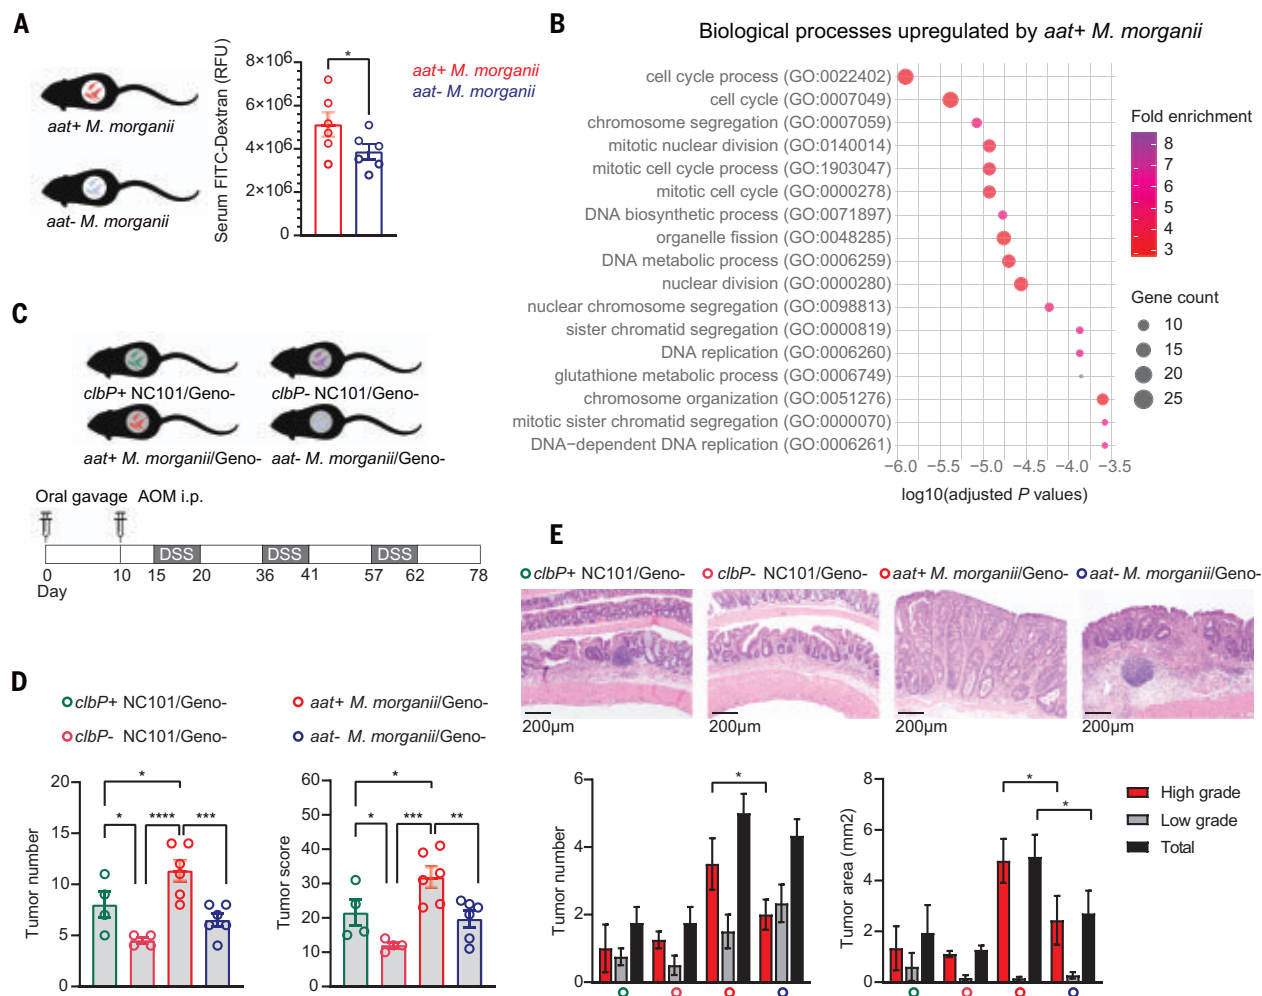 A
aat+ M. morganii
aat- M. morganii
Serum FITC-Dextran (RFU)
8×10⁶
6×10⁶
4×10⁶
2×10⁶
0
*
aat+ M. morganii
aat- M. morganii
B
Biological processes upregulated by aat+ M. morganii
cell cycle process (GO:0022402)
cell cycle (GO:0007049)
chromosome segregation (GO:0007059)
mitotic nuclear division (GO:0140014)
mitotic cell cycle process (GO:1903047)
mitotic cell cycle (GO:0000278)
DNA biosynthetic process (GO:0071897)
organelle fission (GO:0048285)
DNA metabolic process (GO:0006259)
nuclear division (GO:0000280)
nuclear chromosome segregation (GO:0098813)
sister chromatid segregation (GO:0000819)
DNA replication (GO:0006260)
glutathione metabolic process (GO:0006749)
chromosome organization (GO:0051276)
mitotic sister chromatid segregation (GO:0000070)
DNA−dependent DNA replication (GO:0006261)
−6.0 −5.5 −5.0 −4.5 −4.0 −3.5
log10(adjusted P values)
Fold enrichment
8
7
6
5
4
3
Gene count
10
15
20
25
C
clbP+ NC101/Geno-
clbP- NC101/Geno-
aat+ M. morganii/Geno-
aat- M. morganii/Geno-
Oral gavage AOM i.p.
DSS DSS DSS
0 10 15 20 36 41 57 62 78
Day
D
clbP+ NC101/Geno-
aat+ M. morganii/Geno-
clbP- NC101/Geno-
aat- M. morganii/Geno-
Tumor number
20
15
10
5
0
*
* **** ***
Tumor score
60
50
40
30
20
10
0
*
* *** **
E
clbP+ NC101/Geno-
clbP- NC101/Geno-
aat+ M. morganii/Geno-
aat- M. morganii/Geno-
200µm 200µm 200µm 200µm
Tumor number
6
4
2
0
*
Tumor area (mm2)
8
6
4
2
0
*
*
High grade
Low grade
Total